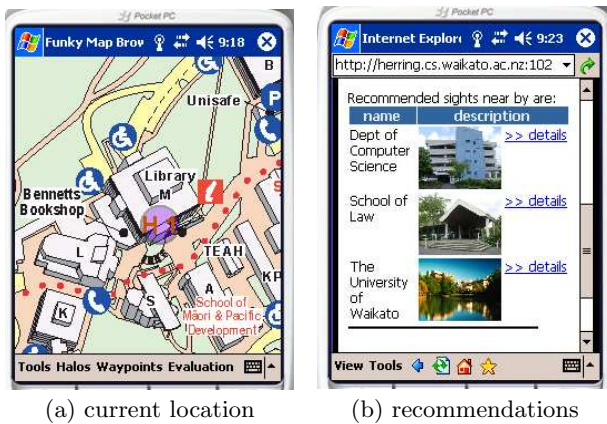 Pocket PC
Funky Map Brow 9:18
B
Unisafe
P
Library
M
i
Bennetts
Bookshop
H 1
L
TEAH
KP
K
S
A
School of
Māori & Pacific
Development
Tools Halos Waypoints Evaluation
(a) current location
Pocket PC
Internet Explor 9:23
http://herring.cs.waikato.ac.nz:102
Recommended sights near by are:
name description
Dept of >> details
Computer
Science
School of >> details
Law
The >> details
University
of
Waikato
View Tools
(b) recommendations